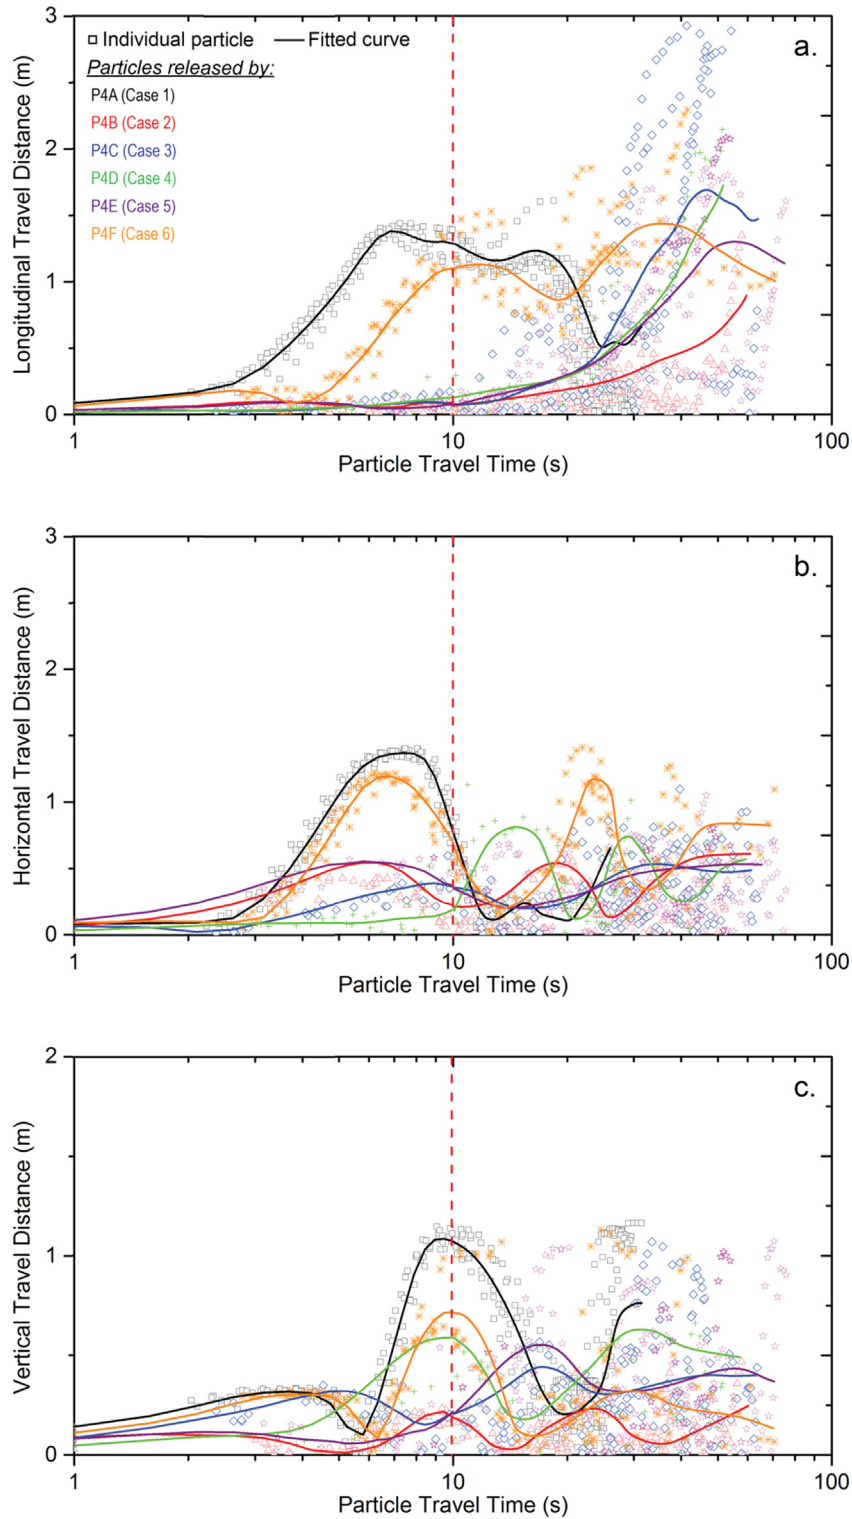 3
a.
Individual particle
Fitted curve
Particles released by:
P4A (Case 1)
P4B (Case 2)
P4C (Case 3)
P4D (Case 4)
P4E (Case 5)
P4F (Case 6)
2
1
0
Longitudinal Travel Distance (m)
1
10
100
Particle Travel Time (s)
3
b.
2
1
0
Horizontal Travel Distance (m)
1
10
100
Particle Travel Time (s)
2
c.
1
0
Vertical Travel Distance (m)
1
10
100
Particle Travel Time (s)